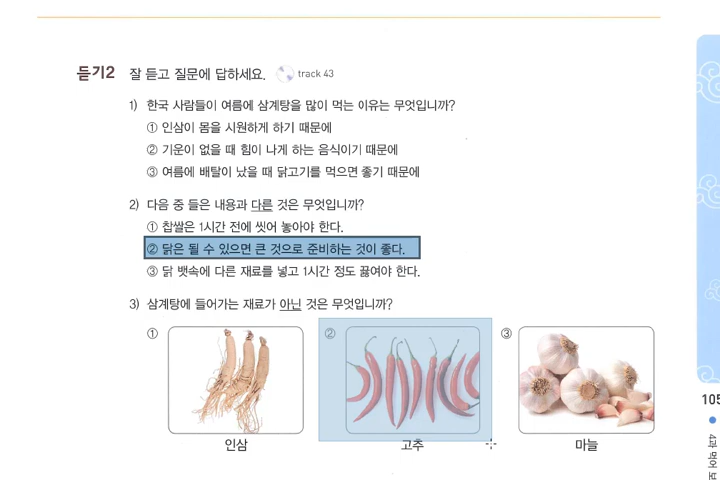 듣기2 잘 듣고 질문에 답하세요. track 43
1) 한국 사람들이 여름에 삼계탕을 많이 먹는 이유는 무엇입니까?
① 인삼이 몸을 시원하게 하기 때문에
② 기운이 없을 때 힘이 나게 하는 음식이기 때문에
③ 여름에 배탈이 났을 때 닭고기를 먹으면 좋기 때문에
2) 다음 중 들은 내용과 다른 것은 무엇입니까?
① 찹쌀은 1시간 전에 씻어 놓아야 한다.
② 닭은 될 수 있으면 큰 것으로 준비하는 것이 좋다.
③ 닭 뱃속에 다른 재료를 넣고 1시간 정도 끓여야 한다.
3) 삼계탕에 들어가는 재료가 아닌 것은 무엇입니까?
① ② ③
인삼 고추 마늘
105
4과 먹어 보